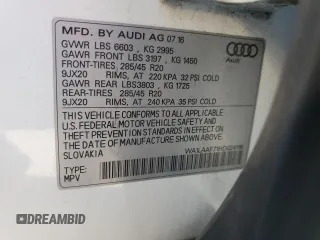 MFD. BY AUDI AG 07.16
GVWR LBS 6603 , KG 2995
GAWR FRONT LBS 3197 , KG 1450
FRONT-TIRES: 285/45 R20
9JX20 RIMS, AT 220 KPA 32 PSI COLD
GAWR REAR LBS3803 , KG 1725
REAR-TIRES: 285/45 R20
9JX20 RIMS, AT 240 KPA 35 PSI COLD
THIS VEHICLE CONFORMS TO ALL APPLICABLE
U.S. FEDERAL MOTOR VEHICLE SAFETY AND
THEFT PREVENTION STANDARDS IN EFFECT ON
THE DATE OF MANUFACTURE SHOWN ABOVE.
SLOVAKIA
TYPE:
MPV
Audi
DEALERSHIP.CC